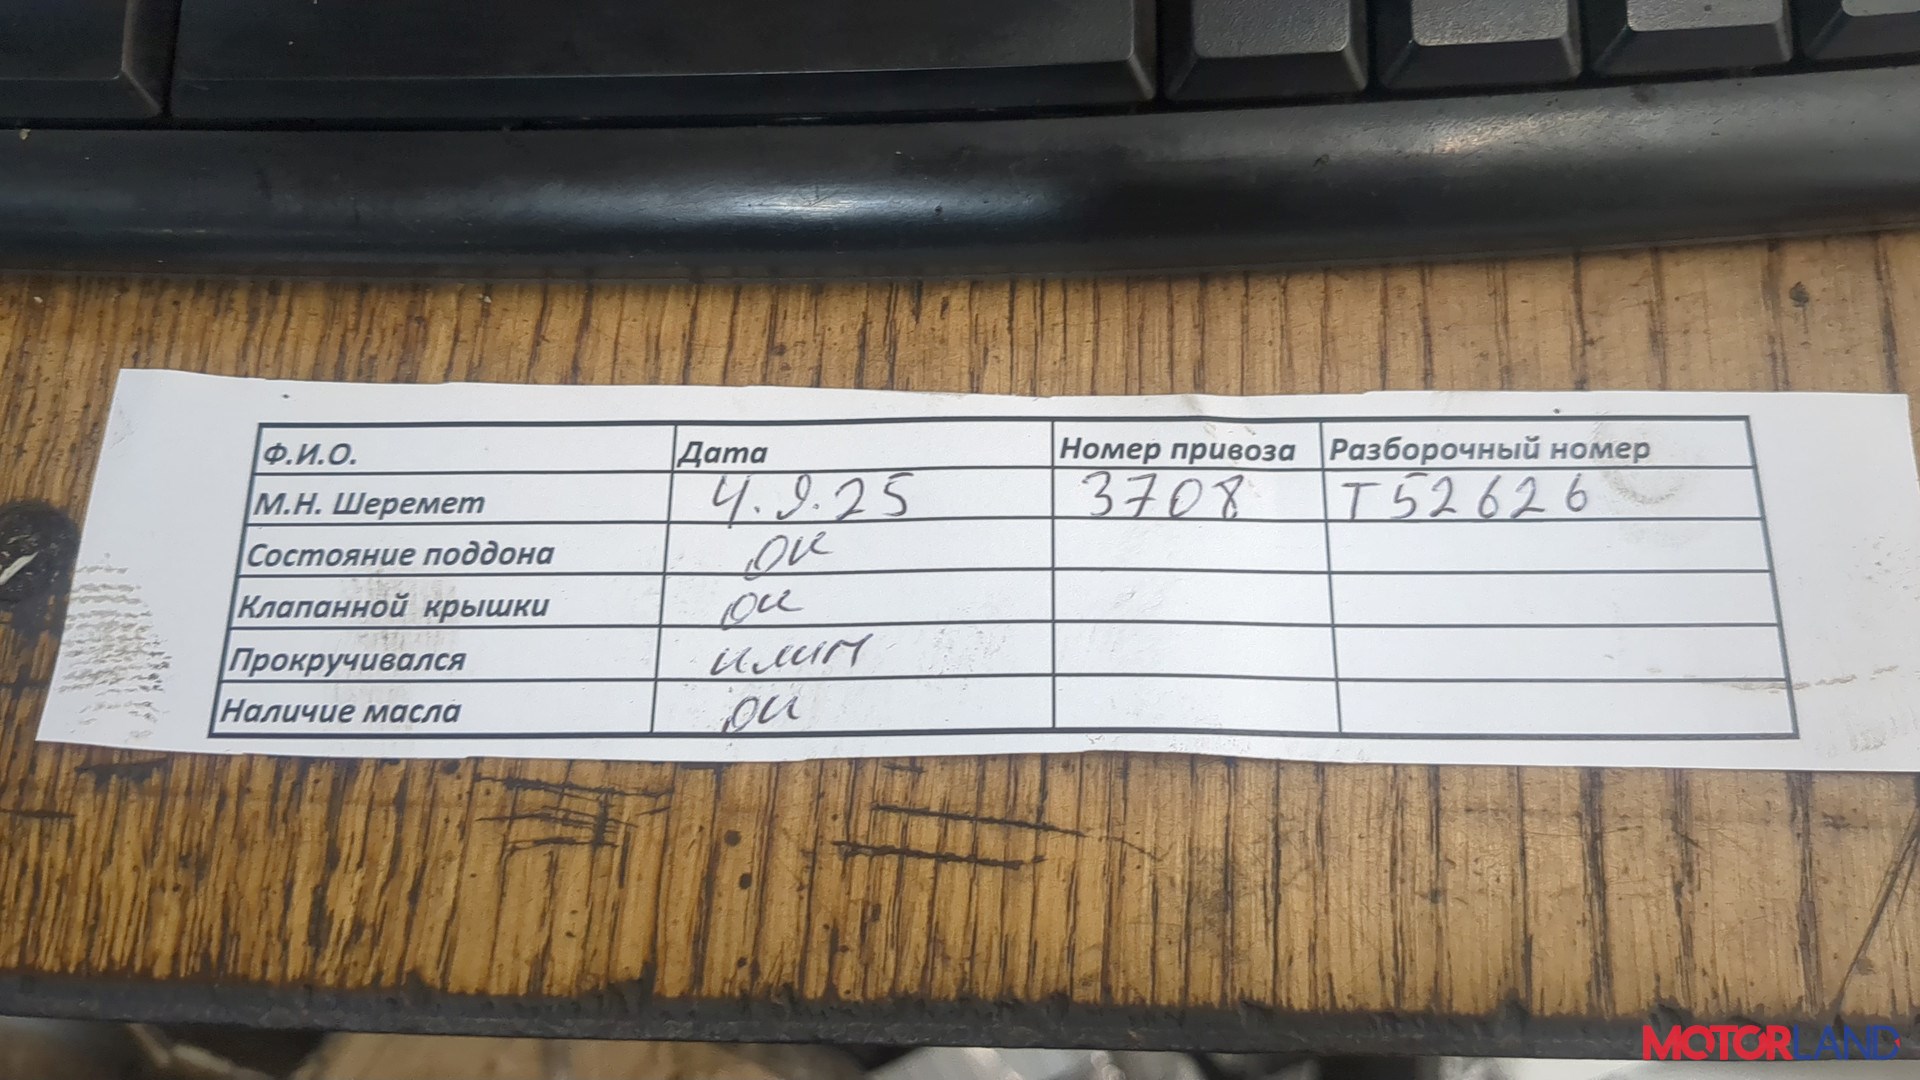 Ф.И.О. Дата Номер привоза Разборочный номер
М.Н. Шеремет 4.9.25 3708 Т52626
Состояние поддона ок
Клапанной крышки ок
Прокручивался
Наличие масла ок
MOTORLAND